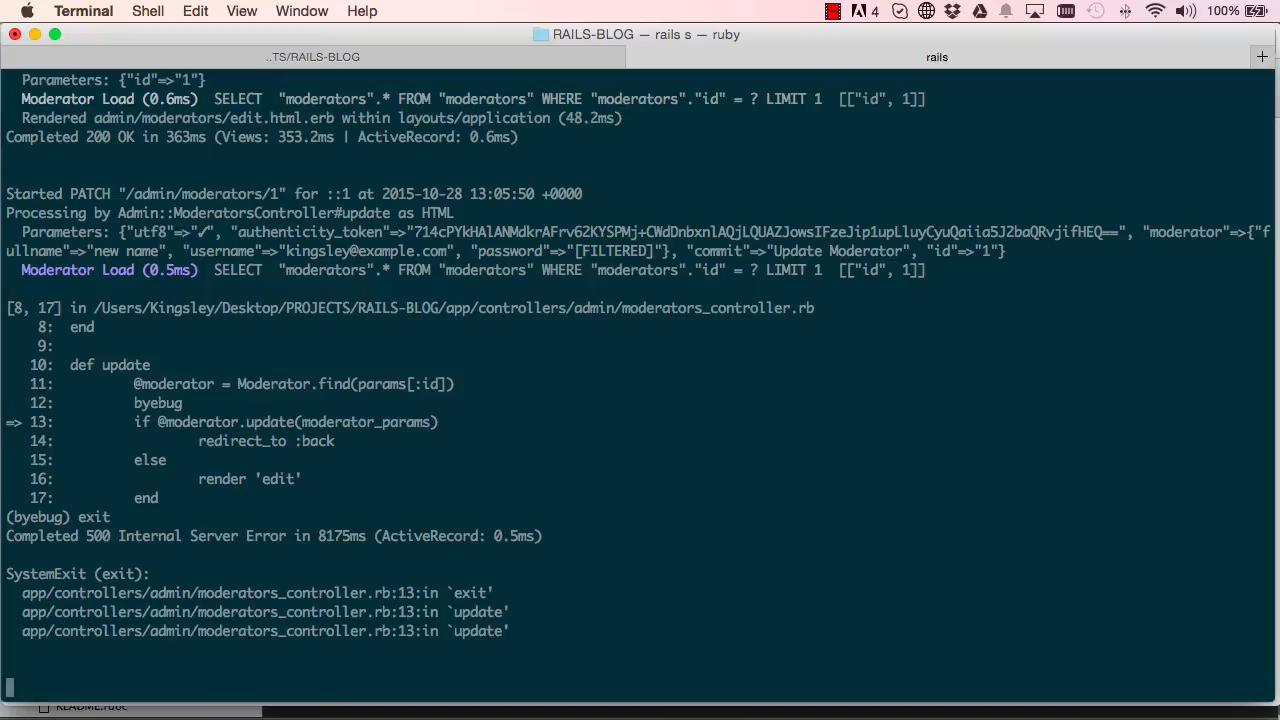 Terminal Shell Edit View Window Help 4 100%
RAILS-BLOG — rails s — ruby
..TS/RAILS-BLOG rails +
Parameters: {"id"=>"1"}
Moderator Load (0.6ms) SELECT "moderators".* FROM "moderators" WHERE "moderators"."id" = ? LIMIT 1 [["id", 1]]
Rendered admin/moderators/edit.html.erb within layouts/application (48.2ms)
Completed 200 OK in 363ms (Views: 353.2ms | ActiveRecord: 0.6ms)
Started PATCH "/admin/moderators/1" for ::1 at 2015-10-28 13:05:50 +0000
Processing by Admin::ModeratorsController#update as HTML
Parameters: {"utf8"=>"✓", "authenticity_token"=>"714cPYkHAlANMdkrAFrv62KYSPMj+CWdDnbxnlAQjLQUAZJowsIFzeJip1upLluyCyuQaiia5J2baQRvjifHEQ==", "moderator"=>{"f
ullname"=>"new name", "username"=>"kingsley@example.com", "password"=>"[FILTERED]"}, "commit"=>"Update Moderator", "id"=>"1"}
Moderator Load (0.5ms) SELECT "moderators".* FROM "moderators" WHERE "moderators"."id" = ? LIMIT 1 [["id", 1]]
[8, 17] in /Users/Kingsley/Desktop/PROJECTS/RAILS-BLOG/app/controllers/admin/moderators_controller.rb
8: end
9:
10: def update
11: @moderator = Moderator.find(params[:id])
12: byebug
=> 13: if @moderator.update(moderator_params)
14: redirect_to :back
15: else
16: render 'edit'
17: end
(byebug) exit
Completed 500 Internal Server Error in 8175ms (ActiveRecord: 0.5ms)
SystemExit (exit):
app/controllers/admin/moderators_controller.rb:13:in `exit'
app/controllers/admin/moderators_controller.rb:13:in `update'
app/controllers/admin/moderators_controller.rb:13:in `update'